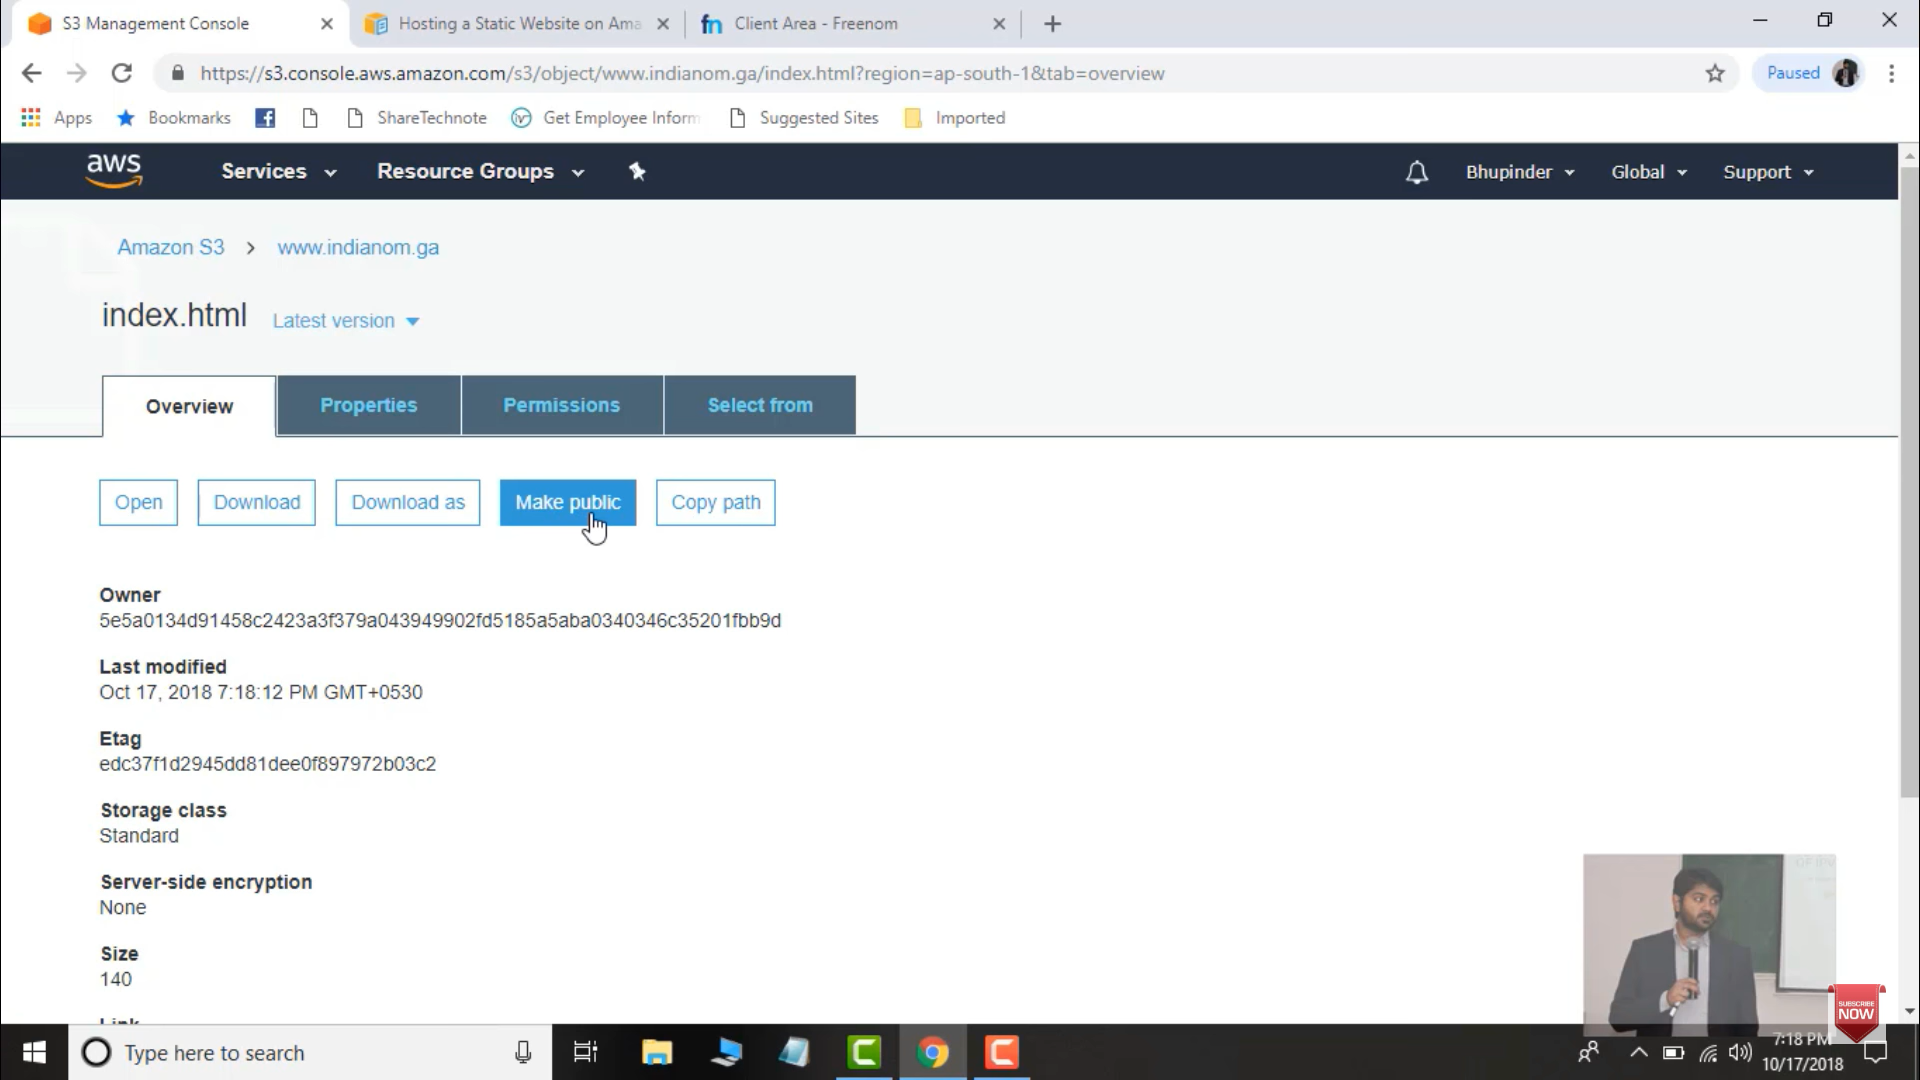 S3 Management Console
Hosting a Static Website on Ama
fn Client Area - Freenom
https://s3.console.aws.amazon.com/s3/object/www.indianom.ga/index.html?region=ap-south-1&tab=overview
Paused
Apps Bookmarks ShareTechnote Get Employee Inform Suggested Sites Imported
aws Services Resource Groups Bhupinder Global Support
Amazon S3 > www.indianom.ga
index.html Latest version
Overview Properties Permissions Select from
Open Download Download as Make public Copy path
Owner
5e5a0134d91458c2423a3f379a043949902fd5185a5aba0340346c35201fbb9d
Last modified
Oct 17, 2018 7:18:12 PM GMT+0530
Etag
edc37f1d2945dd81dee0f897972b03c2
Storage class
Standard
Server-side encryption
None
Size
140
Link
SUBSCRIBE
NOW
Type here to search
7:18 PM
10/17/2018